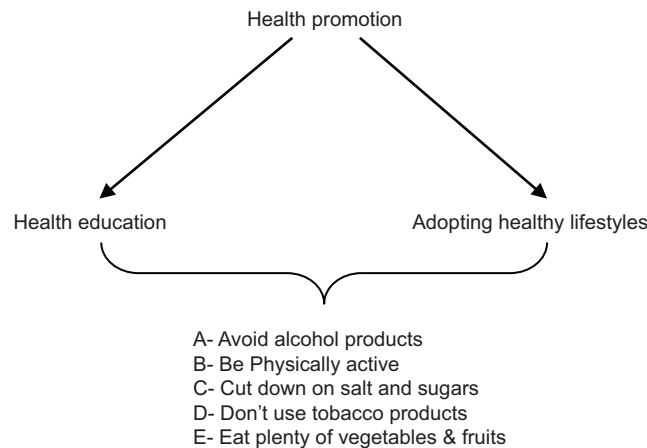 Health promotion
Health education
Adopting healthy lifestyles
A- Avoid alcohol products
B- Be Physically active
C- Cut down on salt and sugars
D- Don’t use tobacco products
E- Eat plenty of vegetables & fruits